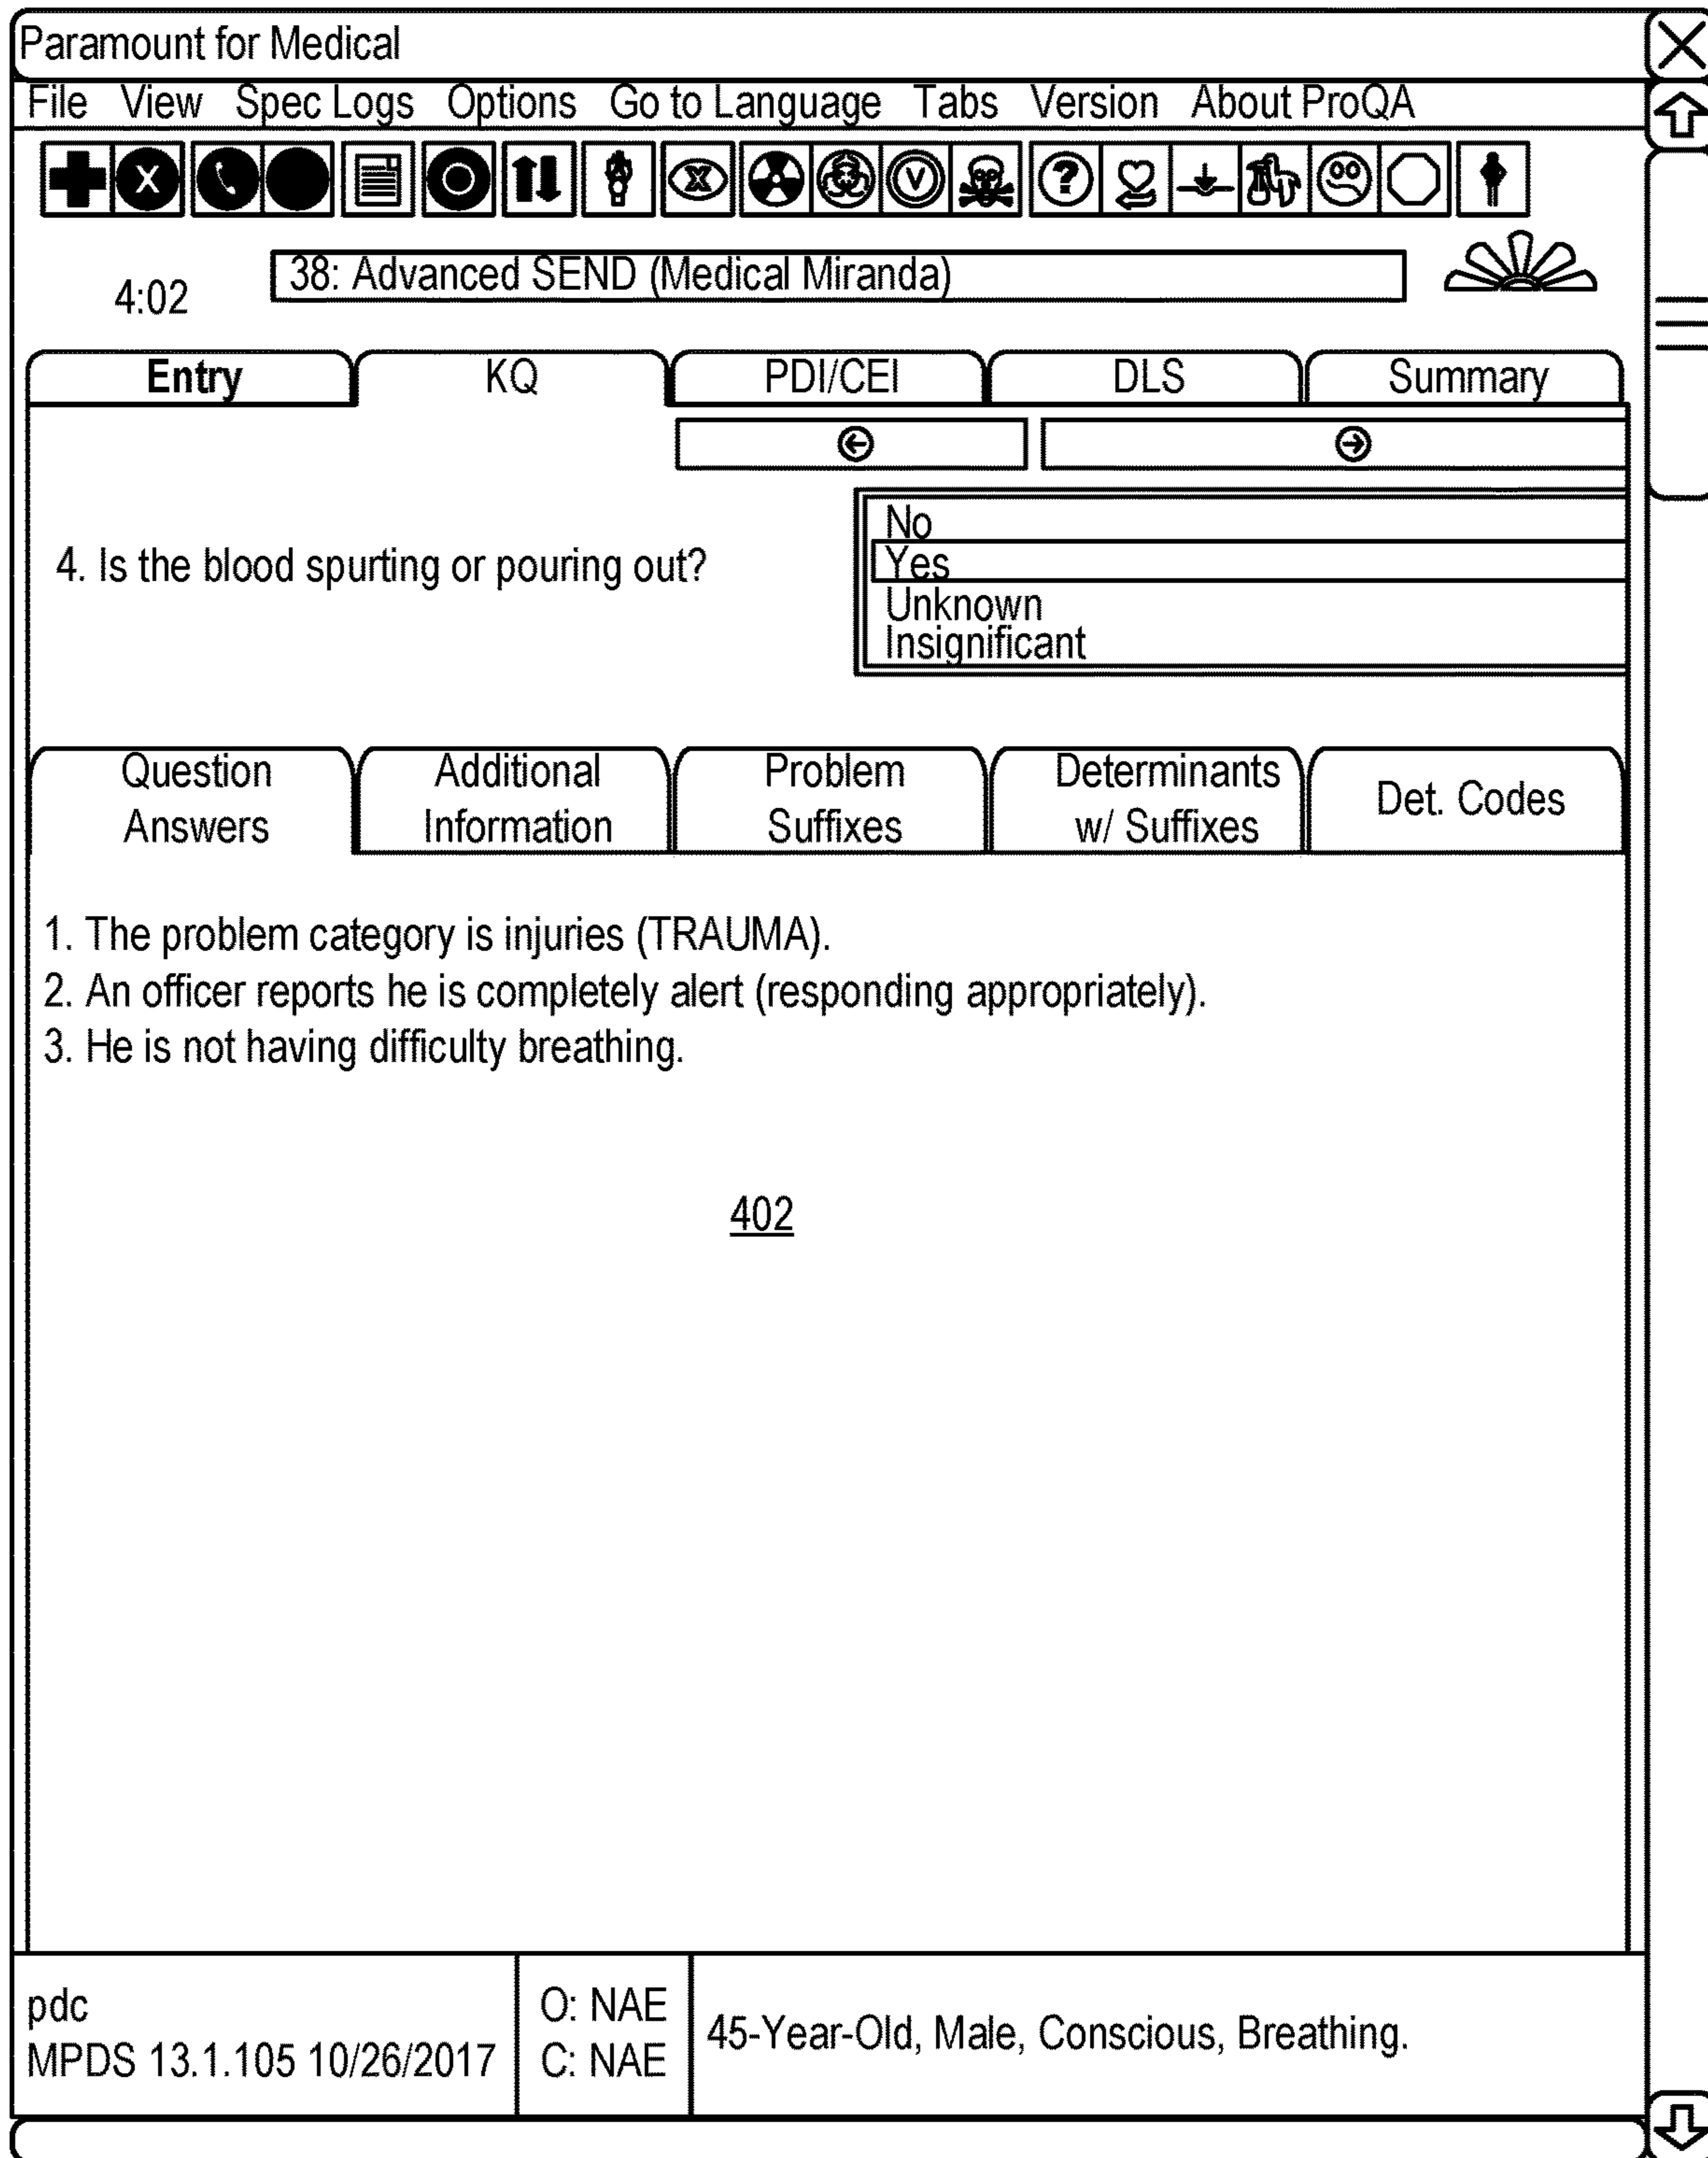 Paramount for Medical
File View Spec Logs Options Go to Language Tabs Version About ProQA
X V ?
4:02
38: Advanced SEND (Medical Miranda)
Entry KQ PDI/CEI DLS Summary
4. Is the blood spurting or pouring out?
No
Yes
Unknown
Insignificant
Question Answers
Additional Information
Problem Suffixes
Determinants w/ Suffixes
Det. Codes
1. The problem category is injuries (TRAUMA).
2. An officer reports he is completely alert (responding appropriately).
3. He is not having difficulty breathing.
402
pdc
MPDS 13.1.105 10/26/2017
O: NAE
C: NAE
45-Year-Old, Male, Conscious, Breathing.